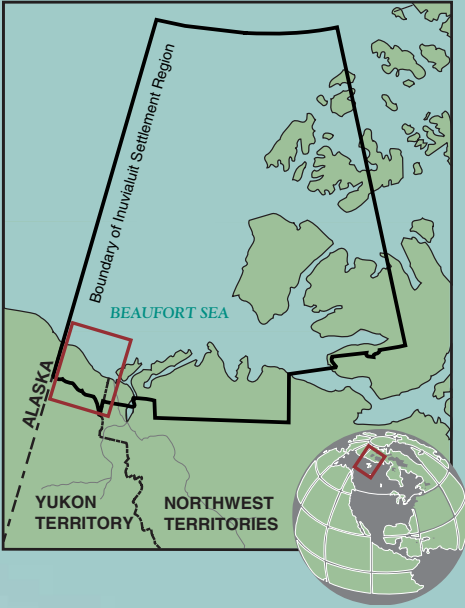 Boundary of Inuvialuit Settlement Region
BEAUFORT SEA
ALASKA
YUKON
TERRITORY
NORTHWEST
TERRITORIES